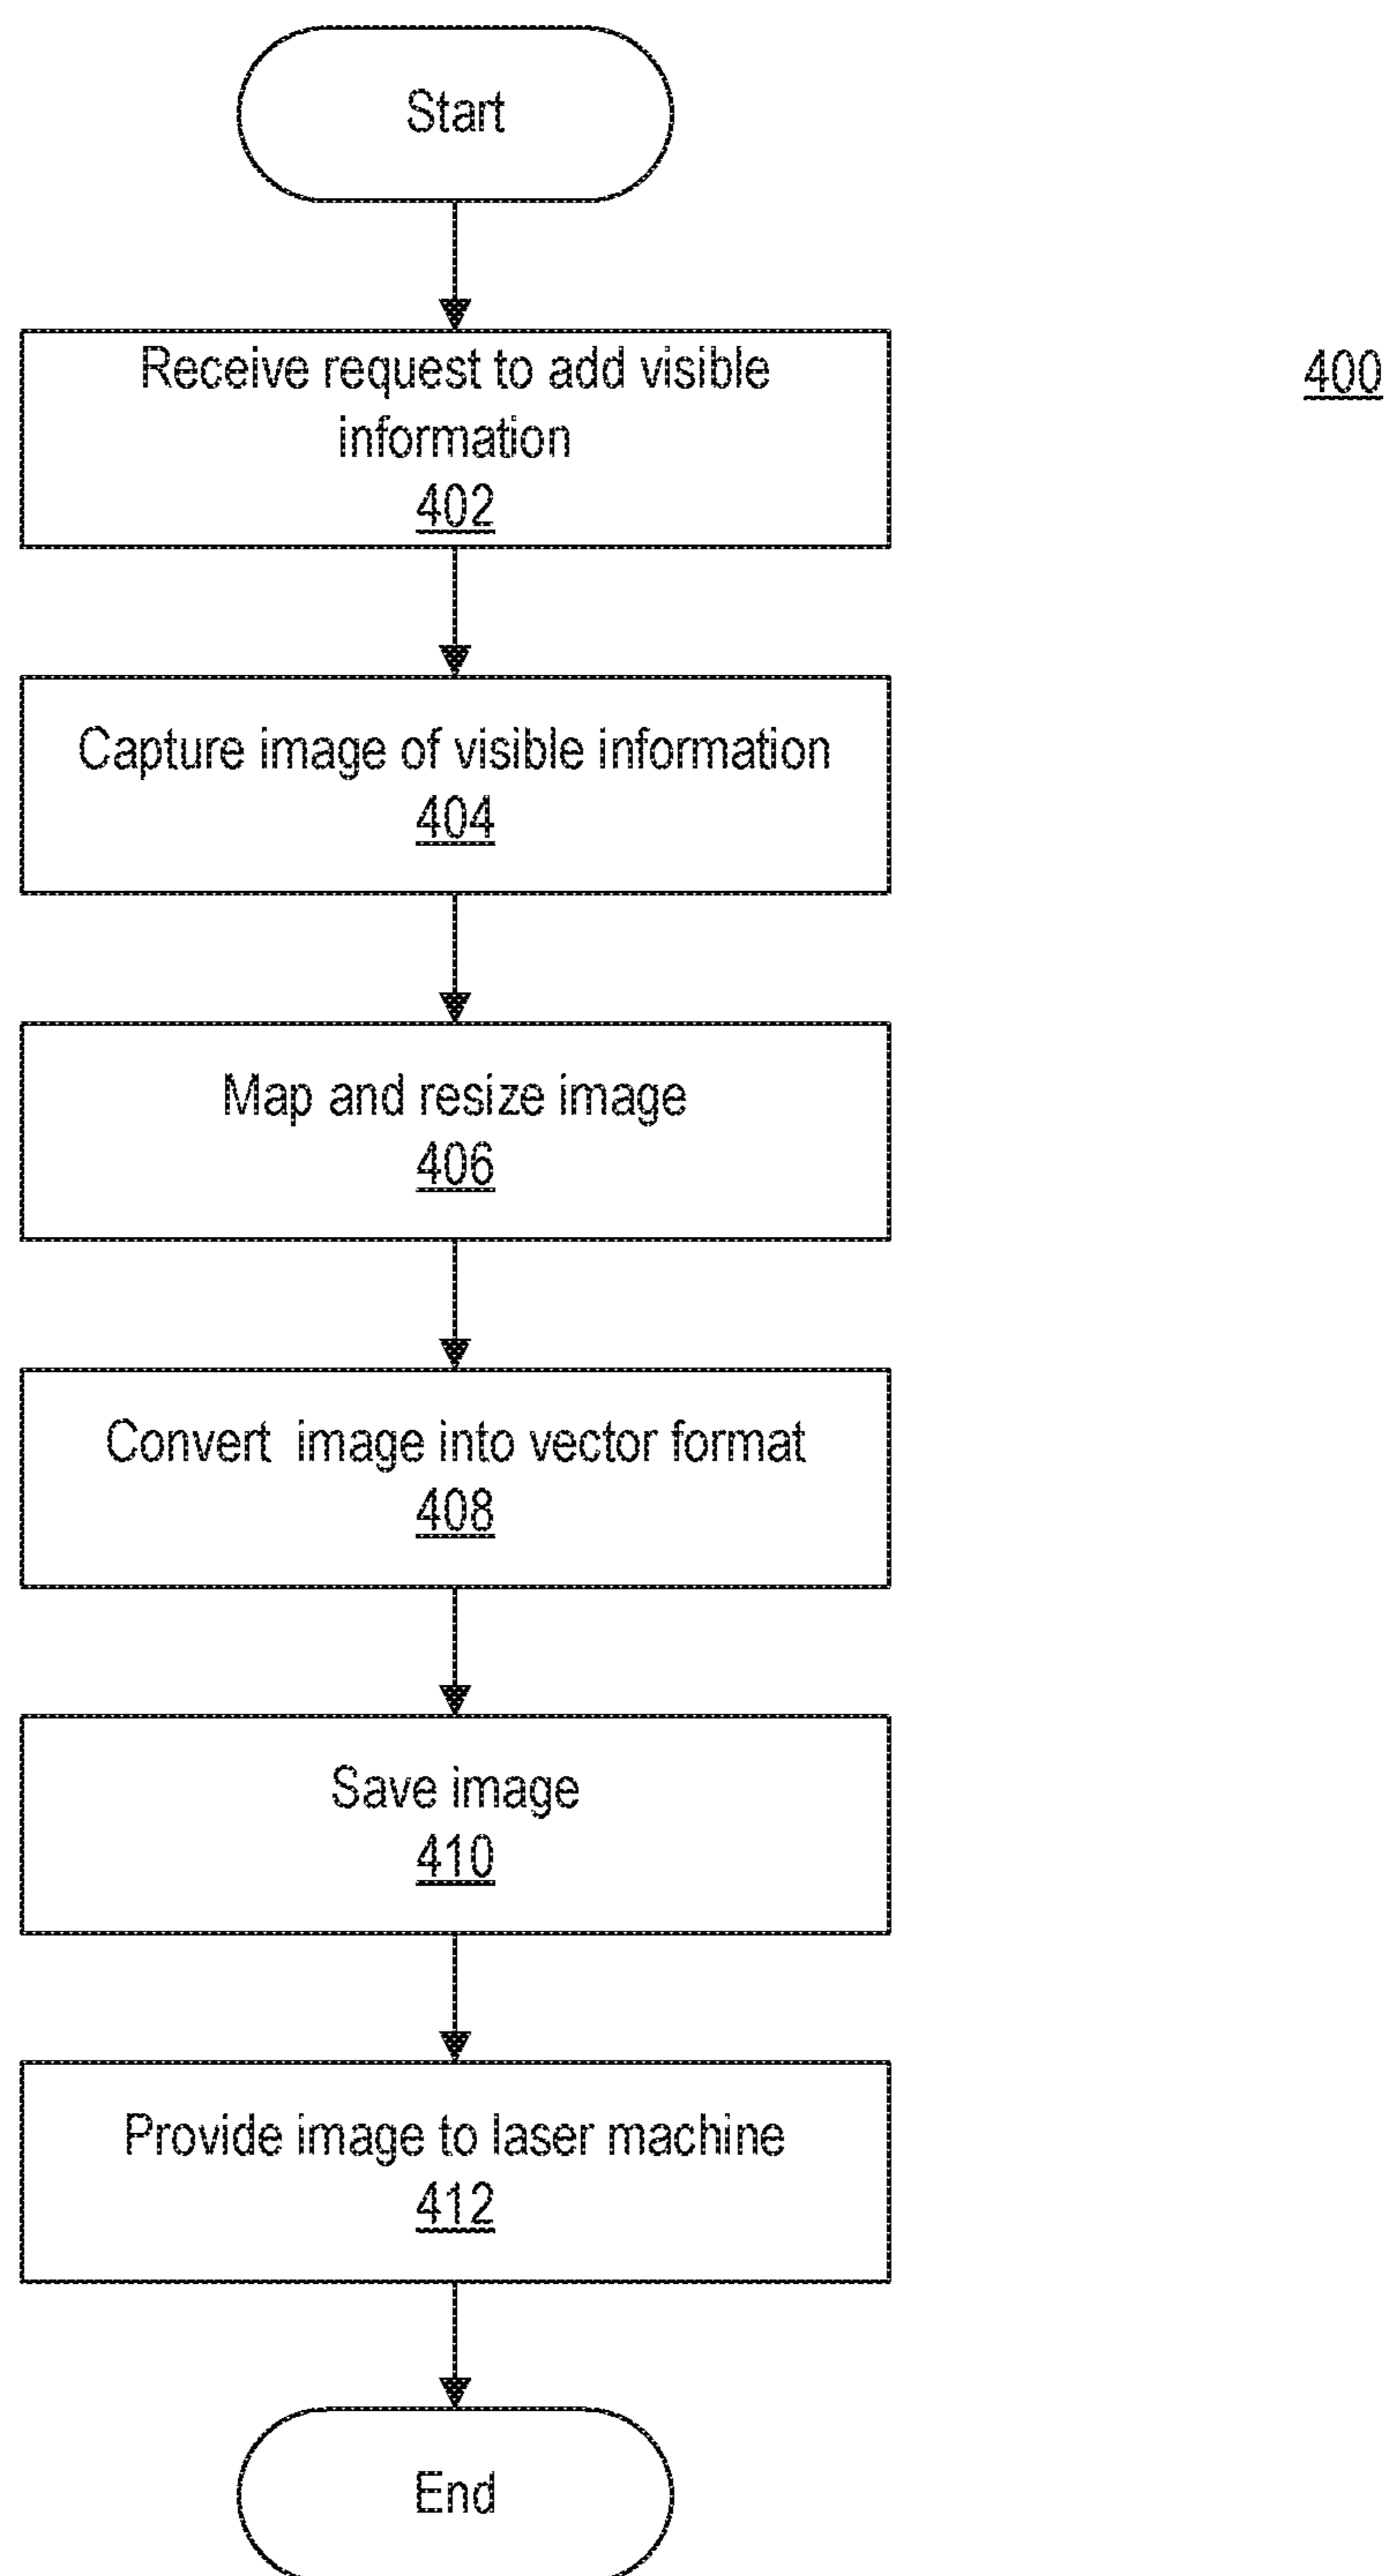 Start
Receive request to add visible
information
402
400
Capture image of visible information
404
Map and resize image
406
Convert image into vector format
408
Save image
410
Provide image to laser machine
412
End